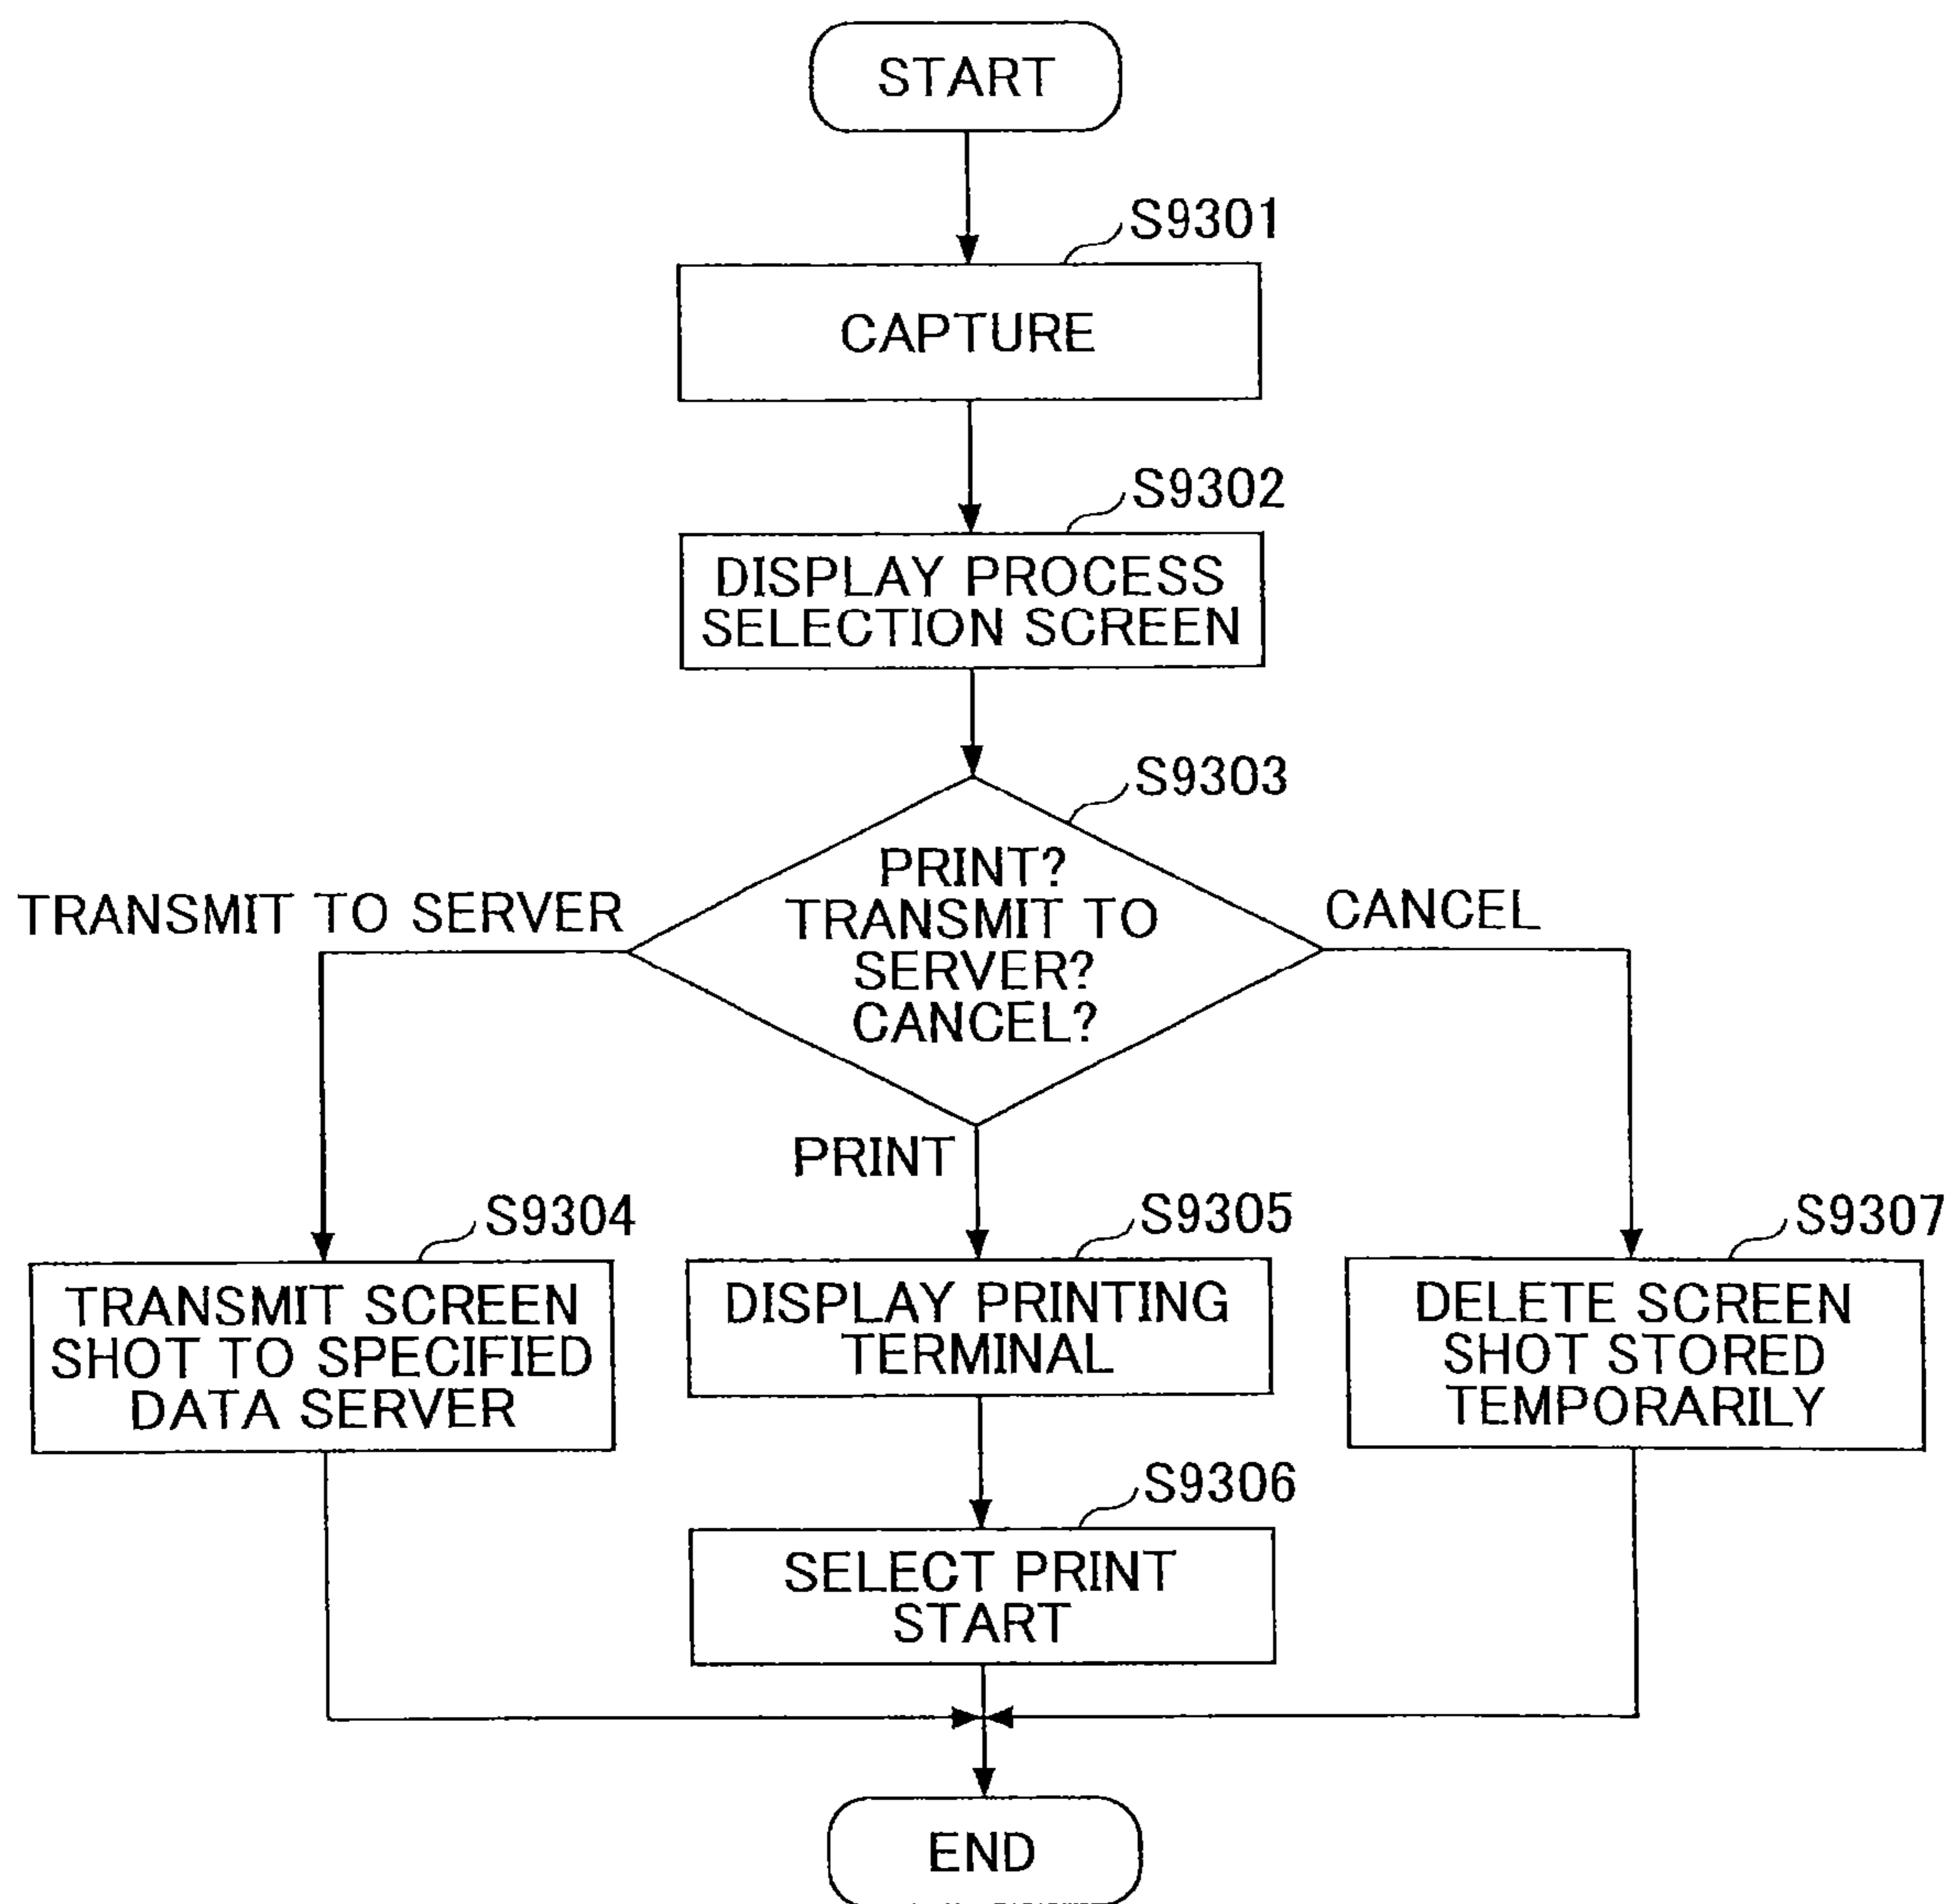 START
S9301
CAPTURE
S9302
DISPLAY PROCESS
SELECTION SCREEN
S9303
PRINT?
TRANSMIT TO
SERVER?
CANCEL?
TRANSMIT TO SERVER
CANCEL
PRINT
S9304
TRANSMIT SCREEN
SHOT TO SPECIFIED
DATA SERVER
S9305
DISPLAY PRINTING
TERMINAL
S9307
DELETE SCREEN
SHOT STORED
TEMPORARILY
S9306
SELECT PRINT
START
END